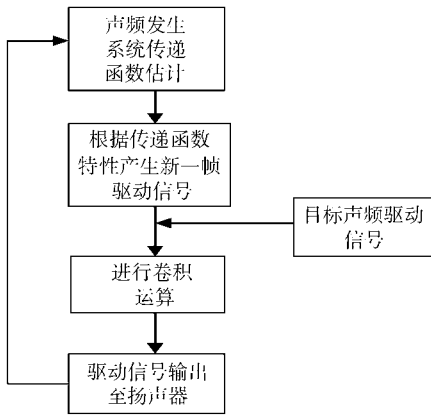 声频发生
系统传递
函数估计
根据传递函数
特性产生新一帧
驱动信号
目标声频驱动
信号
进行卷积
运算
驱动信号输出
至扬声器